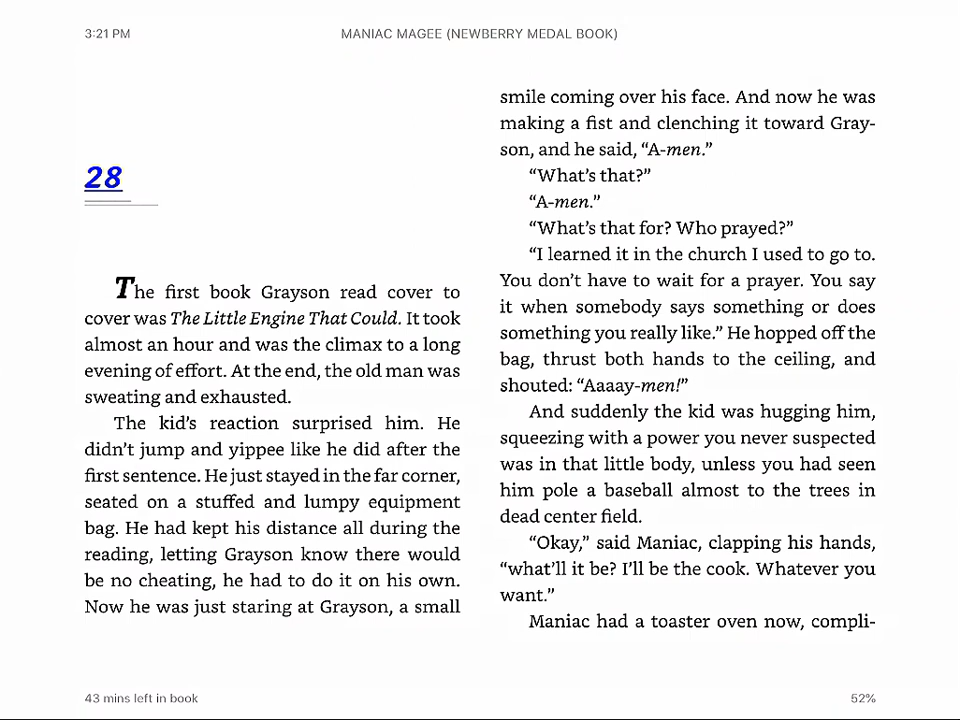 3:21 PM
MANIAC MAGEE (NEWBERRY MEDAL BOOK)
28
The first book Grayson read cover to
cover was The Little Engine That Could. It took
almost an hour and was the climax to a long
evening of effort. At the end, the old man was
sweating and exhausted.
The kid’s reaction surprised him. He
didn’t jump and yippee like he did after the
first sentence. He just stayed in the far corner,
seated on a stuffed and lumpy equipment
bag. He had kept his distance all during the
reading, letting Grayson know there would
be no cheating, he had to do it on his own.
Now he was just staring at Grayson, a small
smile coming over his face. And now he was
making a fist and clenching it toward Gray-
son, and he said, “A-men.”
“What’s that?”
“A-men.”
“What’s that for? Who prayed?”
“I learned it in the church I used to go to.
You don’t have to wait for a prayer. You say
it when somebody says something or does
something you really like.” He hopped off the
bag, thrust both hands to the ceiling, and
shouted: “Aaaay-men!”
And suddenly the kid was hugging him,
squeezing with a power you never suspected
was in that little body, unless you had seen
him pole a baseball almost to the trees in
dead center field.
“Okay,” said Maniac, clapping his hands,
“what’ll it be? I’ll be the cook. Whatever you
want.”
Maniac had a toaster oven now, compli-
43 mins left in book
52%